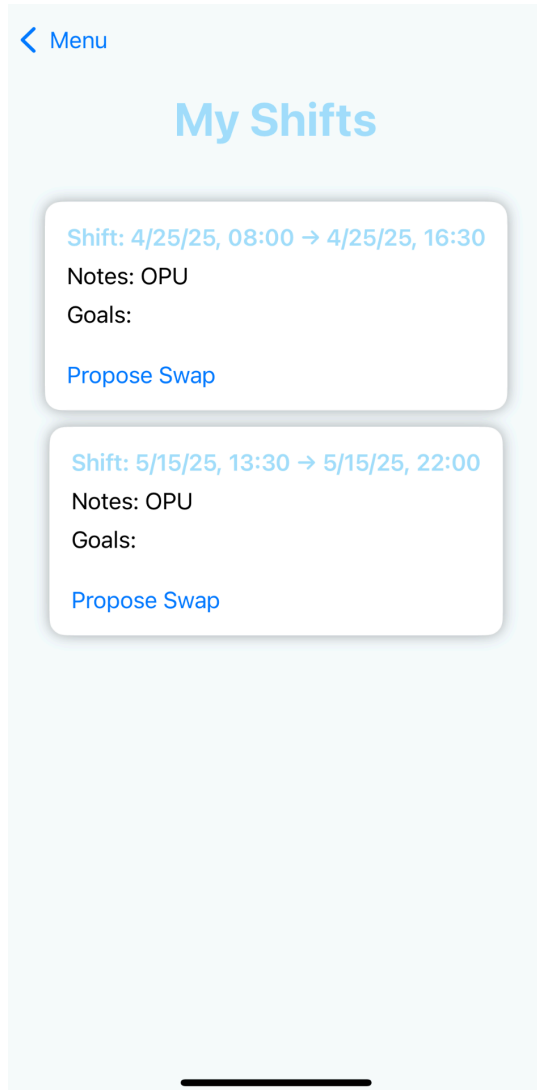 Menu
My Shifts
Shift: 4/25/25, 08:00 → 4/25/25, 16:30
Notes: OPU
Goals:
Propose Swap
Shift: 5/15/25, 13:30 → 5/15/25, 22:00
Notes: OPU
Goals:
Propose Swap